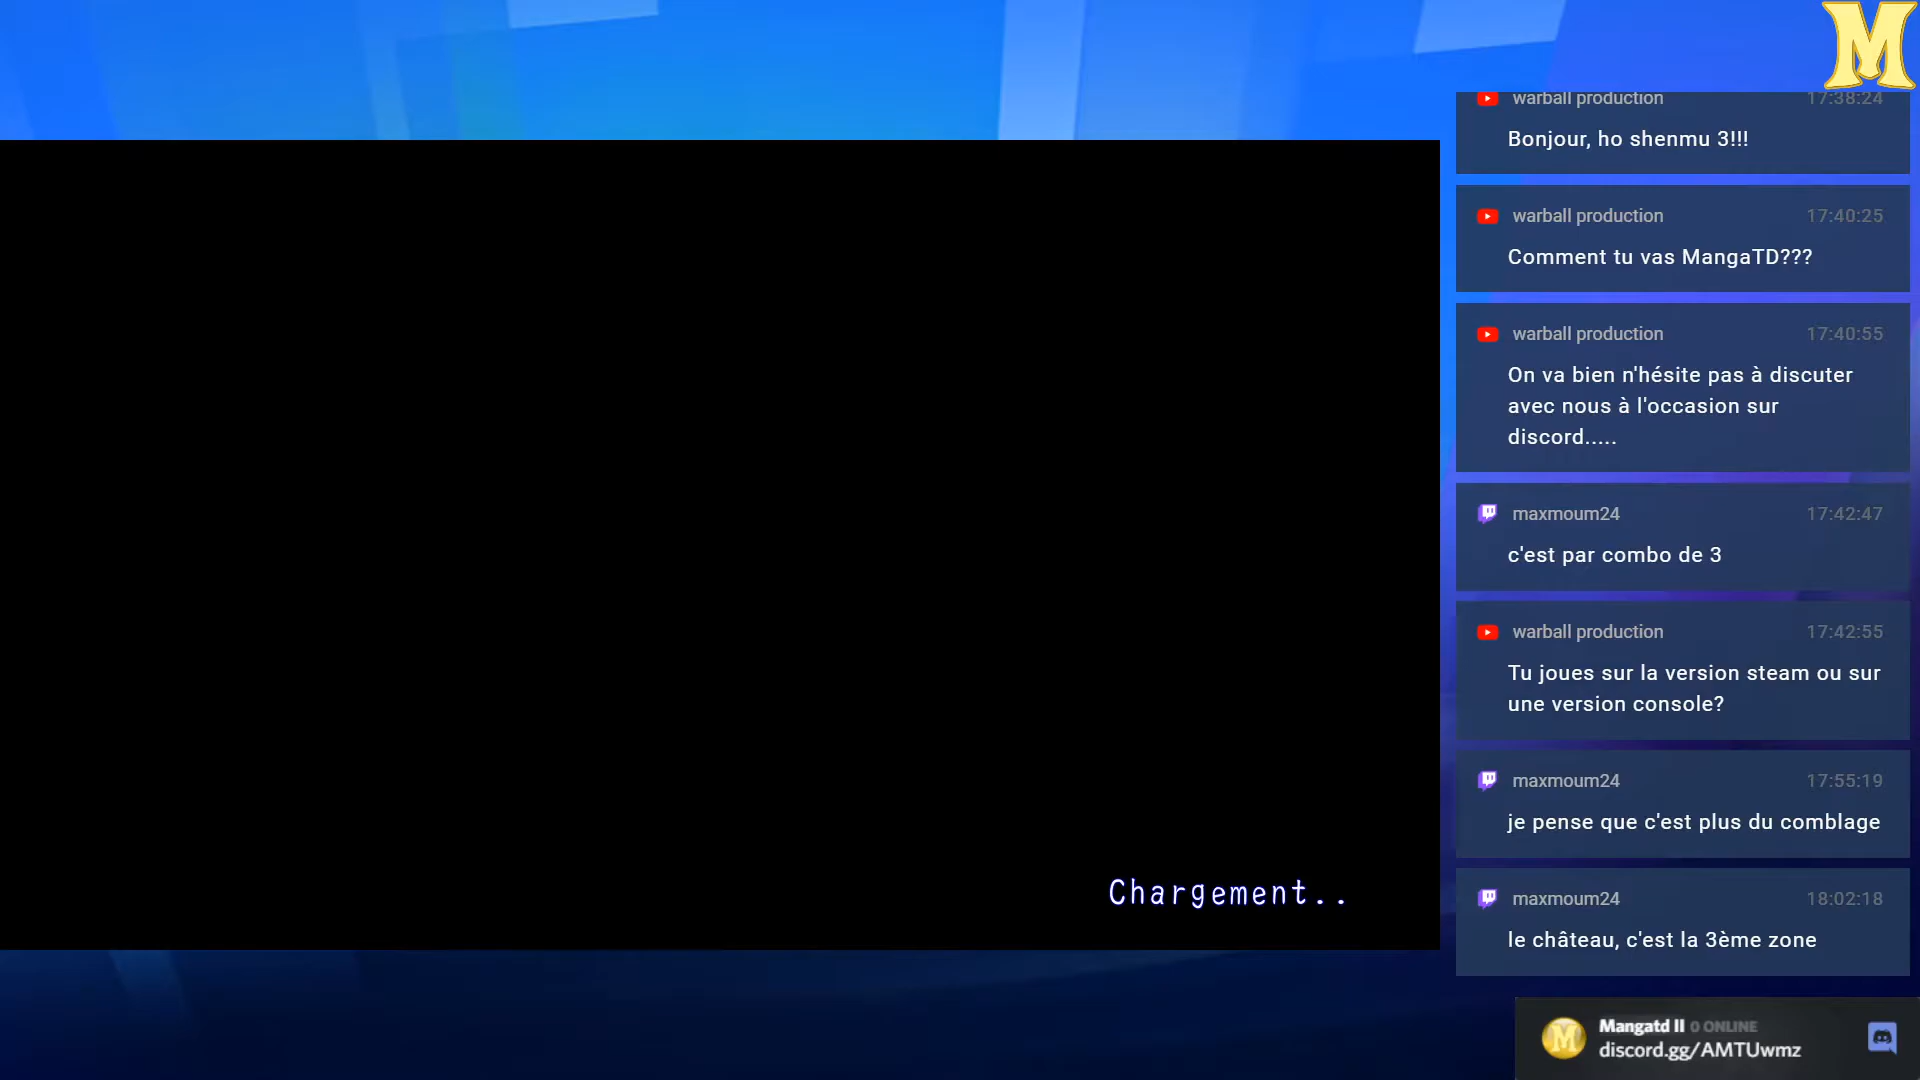 M
warball production 17:38:24
Bonjour, ho shenmu 3!!!
warball production 17:40:25
Comment tu vas MangaTD???
warball production 17:40:55
On va bien n'hésite pas à discuter
avec nous à l'occasion sur
discord.....
maxmoum24 17:42:47
c'est par combo de 3
warball production 17:42:55
Tu joues sur la version steam ou sur
une version console?
maxmoum24 17:55:19
je pense que c'est plus du comblage
maxmoum24 18:02:18
le château, c'est la 3ème zone
Chargement..
M
Mangatd II 0 ONLINE
discord.gg/AMTUwmz